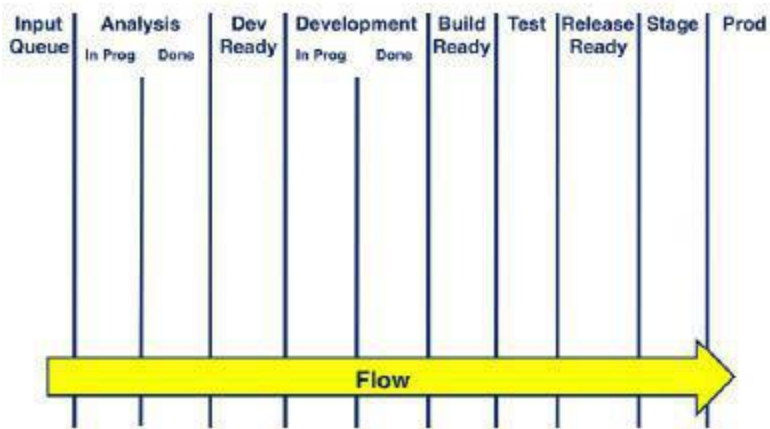 Input Queue
Analysis
In Prog Done
Dev Ready
Development
In Prog Done
Build Ready
Test
Release Ready
Stage
Prod
Flow